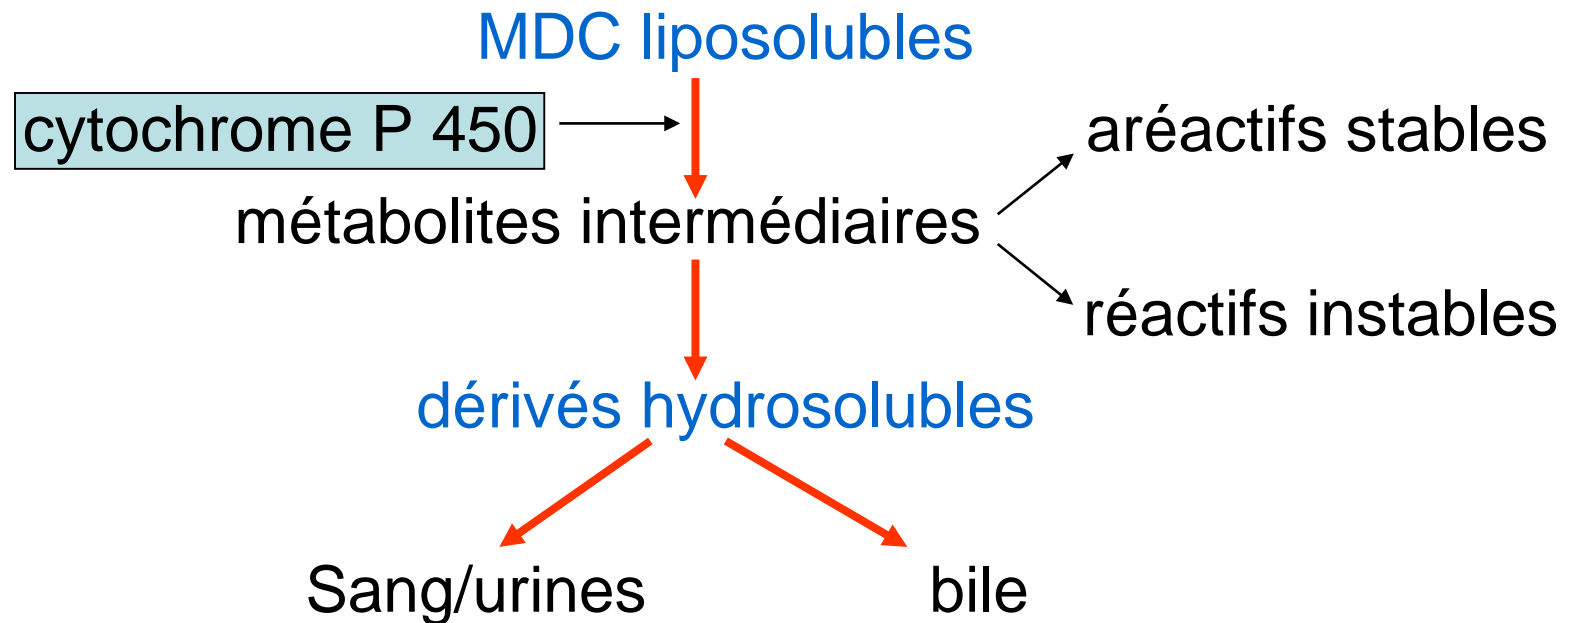 MDC liposolubles
cytochrome P 450
aréactifs stables
métabolites intermédiaires
réactifs instables
dérivés hydrosolubles
Sang/urines
bile